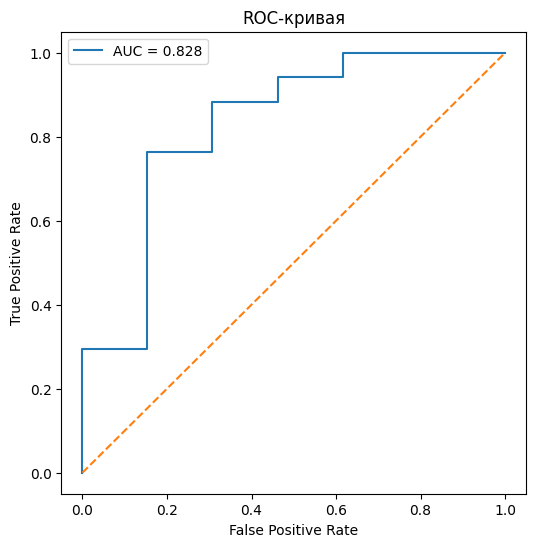 ROC-кривая
AUC = 0.828
True Positive Rate
1.0
0.8
0.6
0.4
0.2
0.0
0.0 0.2 0.4 0.6 0.8 1.0
False Positive Rate